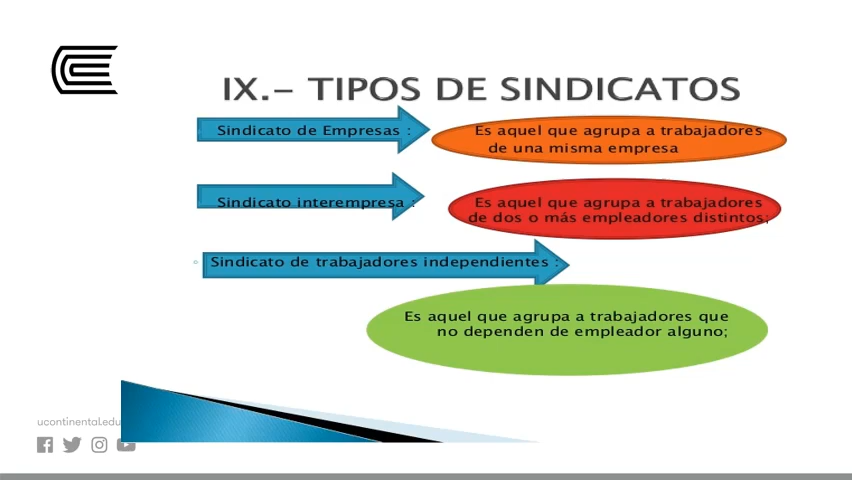 IX.- TIPOS DE SINDICATOS
Sindicato de Empresas :
Es aquel que agrupa a trabajadores
de una misma empresa
Sindicato interempresa :
Es aquel que agrupa a trabajadores
de dos o más empleadores distintos;
Sindicato de trabajadores independientes :
Es aquel que agrupa a trabajadores que
no dependen de empleador alguno;
ucontinental.edu